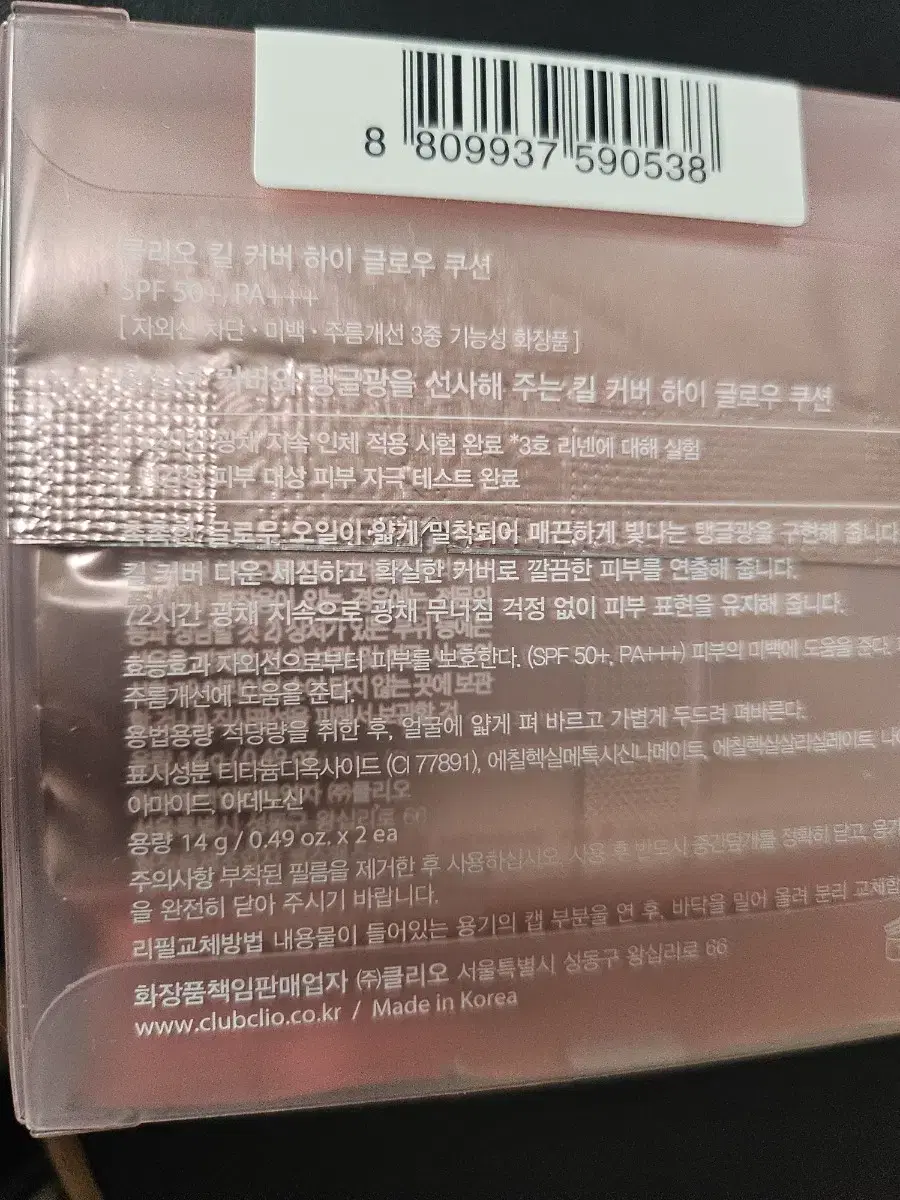 8 809937 590538
클리오 킬 커버 하이 글로우 쿠션
SPF 50+, PA+++
[ 자외선 차단 · 미백 · 주름개선 3중 기능성 화장품 ]
커버와 탱글광을 선사해 주는 킬 커버 하이 글로우 쿠션
광채 지속 인체 적용 시험 완료 *3호 리넨에 대해 실험
피부 대상 피부 자극 테스트 완료
촉촉한 글로우 오일이 얇게 밀착되어 매끈하게 빛나는 탱글광을 구현해 줍니다
킬 커버 다운 세심하고 확실한 커버로 깔끔한 피부를 연출해 줍니다.
72시간 광채 지속으로 광채 무너짐 걱정 없이 피부 표현을 유지해 줍니다.
효능효과 자외선으로부터 피부를 보호한다. (SPF 50+, PA+++) 피부의 미백에 도움을 준다.
주름개선에 도움을 준다.
용법용량 적당량을 취한 후, 얼굴에 얇게 펴 바르고 가볍게 두드려 펴바른다.
표시성분 티타늄디옥사이드 (CI 77891), 에칠헥실메톡시신나메이트, 에칠헥실살리실레이트, 나이
아마이드, 아데노신
용량 14 g / 0.49 oz. x 2 ea
주의사항 부착된 필름을 제거한 후 사용하십시오. 사용 후 반드시 중간덮개를 정확히 닫고, 용기
을 완전히 닫아 주시기 바랍니다.
리필교체방법 내용물이 들어있는 용기의 캡 부분을 연 후, 바닥을 밀어 올려 분리 교체합
화장품책임판매업자 (주)클리오 서울특별시 성동구 왕십리로 66
www.clubclio.co.kr / Made in Korea